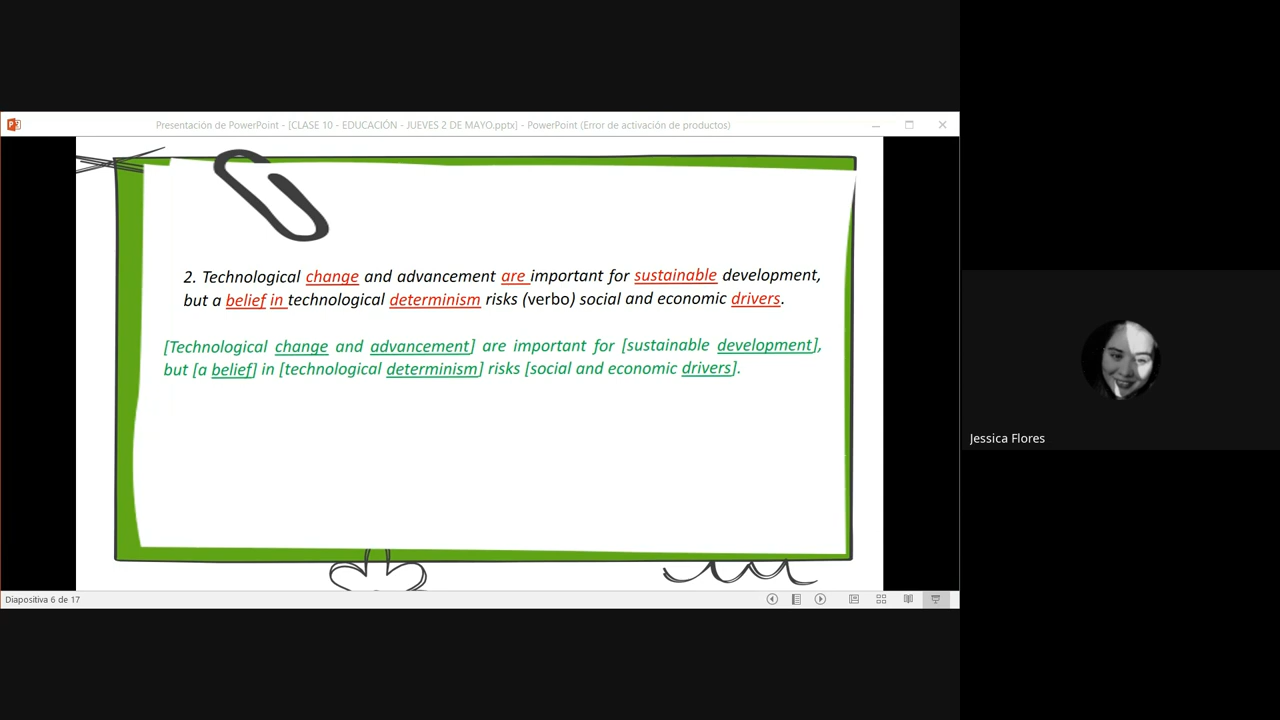 Presentación de PowerPoint - [CLASE 10 - EDUCACIÓN - JUEVES 2 DE MAYO.pptx] - PowerPoint (Error de activación de productos)
2. Technological change and advancement are important for sustainable development,
but a belief in technological determinism risks (verbo) social and economic drivers.
[Technological change and advancement] are important for [sustainable development],
but [a belief] in [technological determinism] risks [social and economic drivers].
Jessica Flores
Diapositiva 6 de 17